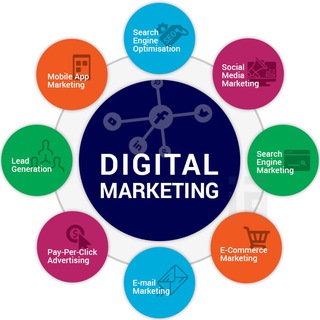 Search
Engine
Optimisation
SEO
Social
Media
Marketing
Search
Engine
Marketing
E-Commerce
Marketing
E-mail
Marketing
Pay-Per-Click
Advertising
Lead
Generation
Mobile App
Marketing
DIGITAL
MARKETING